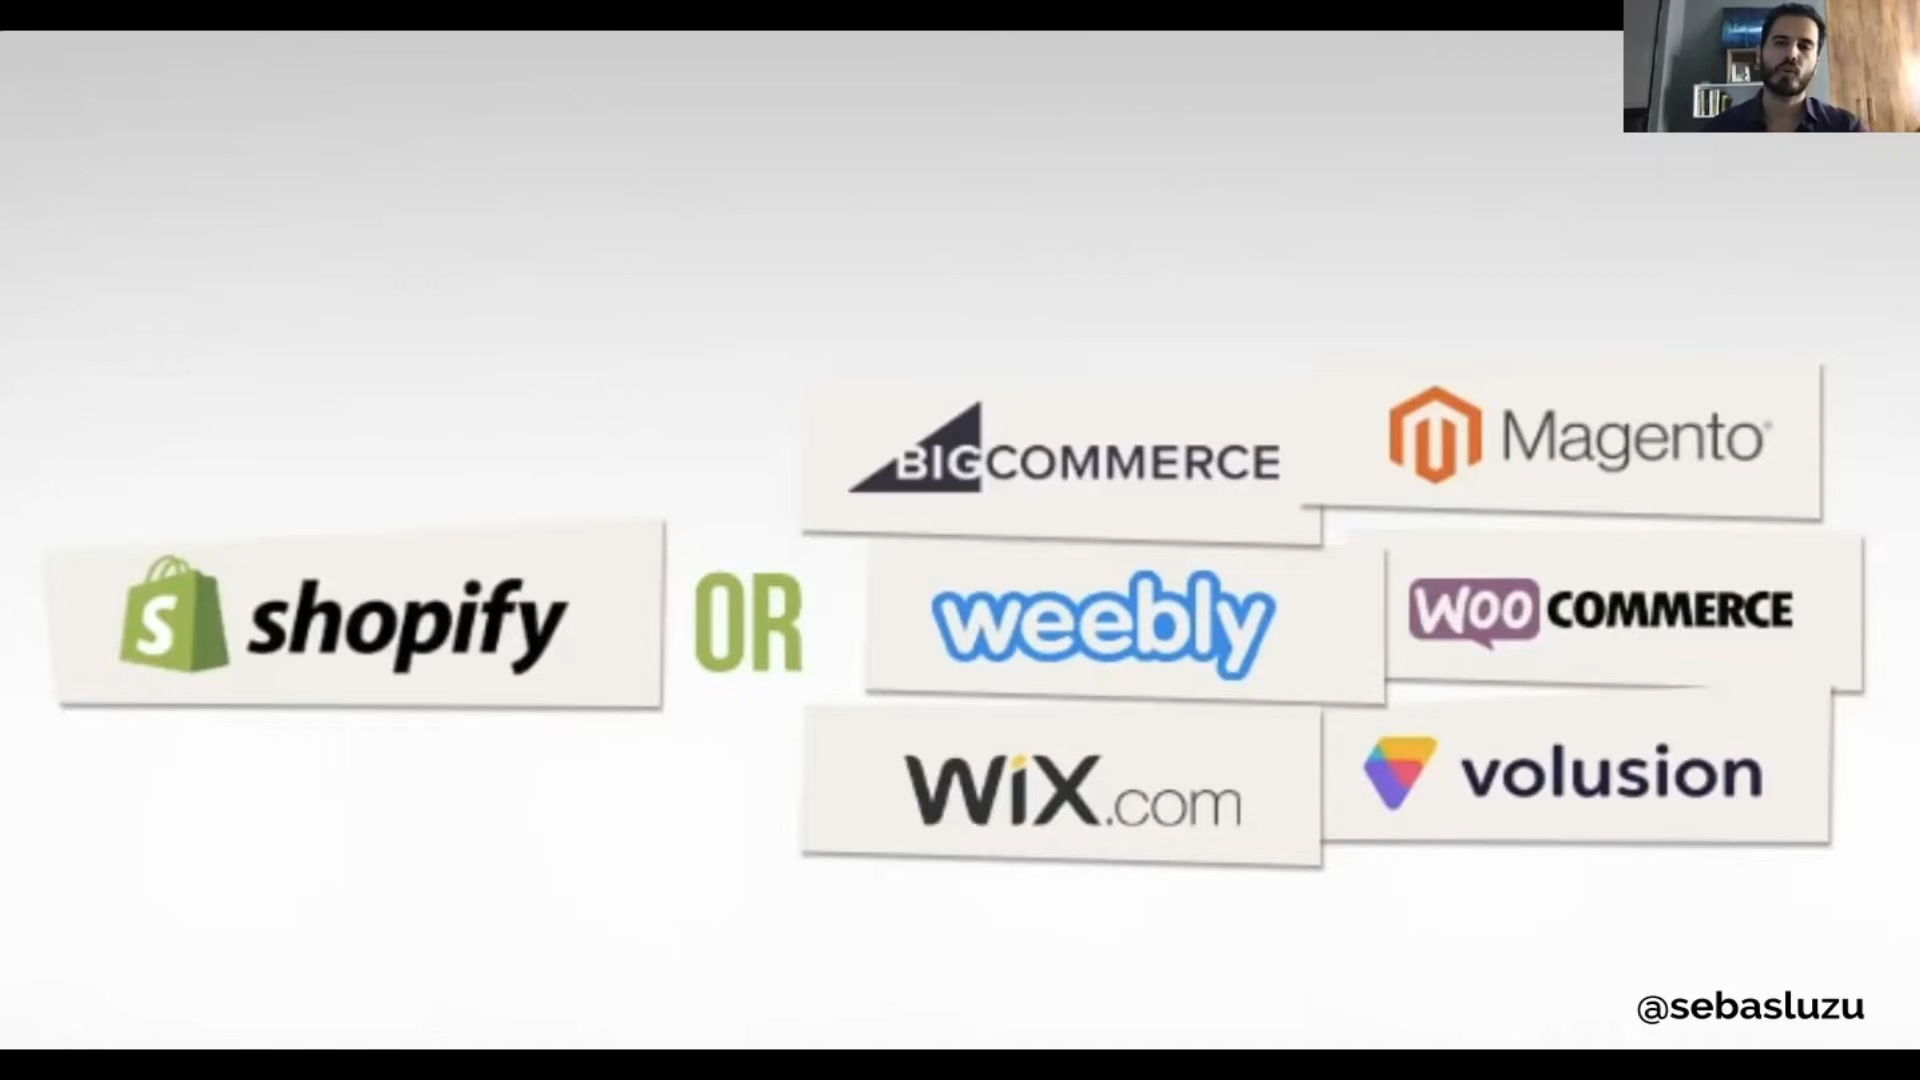 BIGCOMMERCE
Magento
S shopify
OR
weebly
WOO COMMERCE
WiX.com
volusion
@sebasluzu